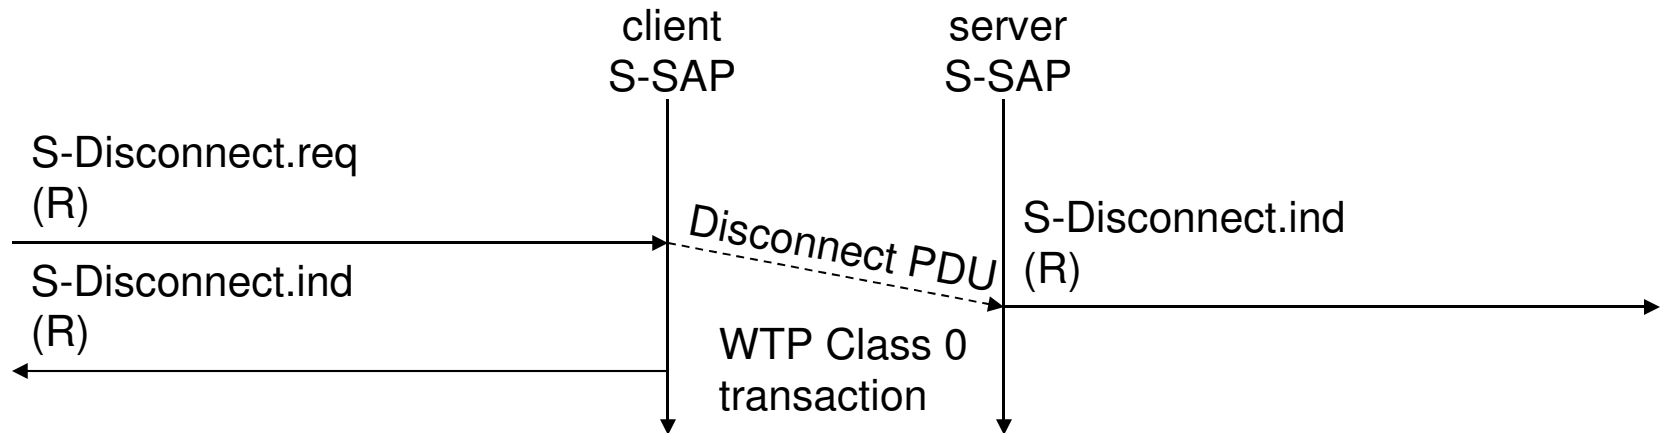 client
S-SAP
server
S-SAP
S-Disconnect.req
(R)
Disconnect PDU
S-Disconnect.ind
(R)
S-Disconnect.ind
(R)
WTP Class 0
transaction